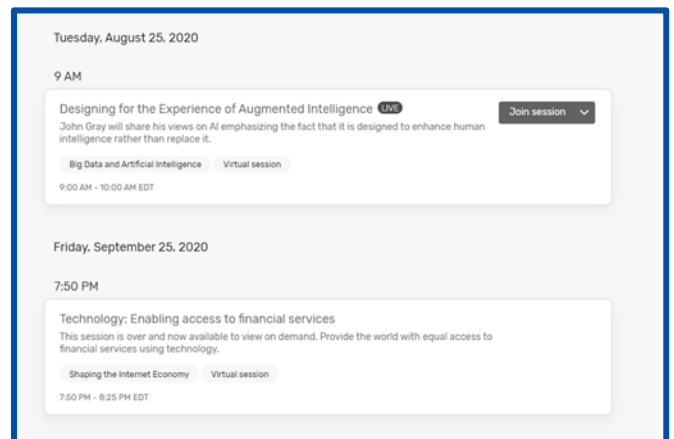 Tuesday, August 25, 2020
9 AM
Designing for the Experience of Augmented Intelligence LIVE
Join session
John Gray will share his views on AI emphasizing the fact that it is designed to enhance human
intelligence rather than replace it.
Big Data and Artificial Intelligence Virtual session
9:00 AM - 10:00 AM EDT
Friday, September 25, 2020
7:50 PM
Technology: Enabling access to financial services
This session is over and now available to view on demand. Provide the world with equal access to
financial services using technology.
Shaping the Internet Economy Virtual session
7:50 PM - 8:25 PM EDT